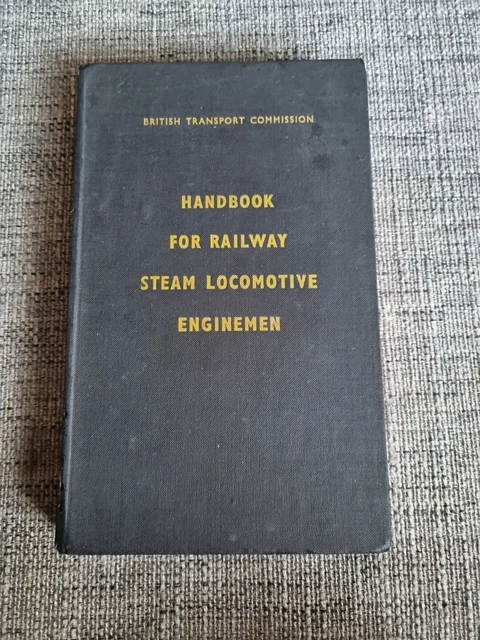 BRITISH TRANSPORT COMMISSION
HANDBOOK
FOR RAILWAY
STEAM LOCOMOTIVE
ENGINEMEN